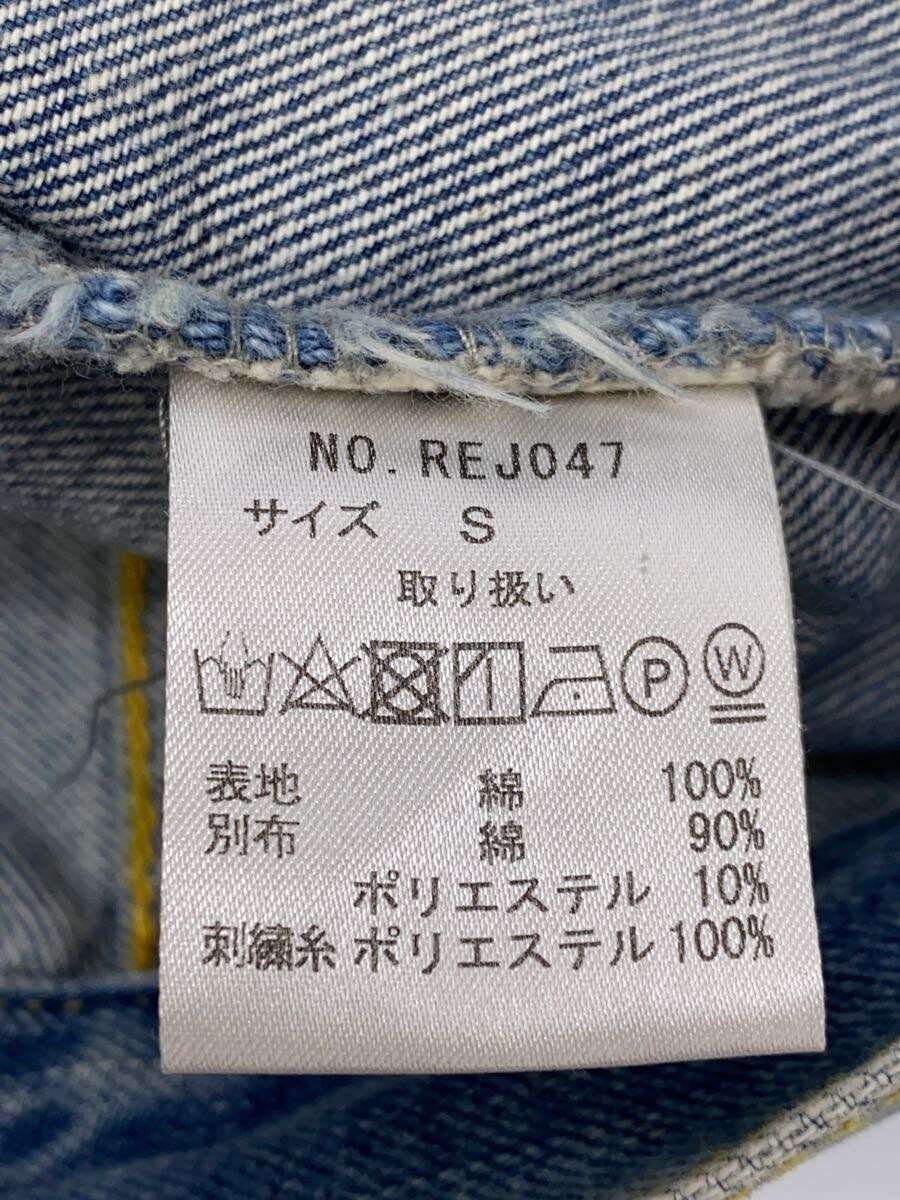 NO. REJ047
サイズ S
取り扱い
P W
表地 綿 100%
別布 綿 90%
ポリエステル 10%
刺繍糸 ポリエステル 100%